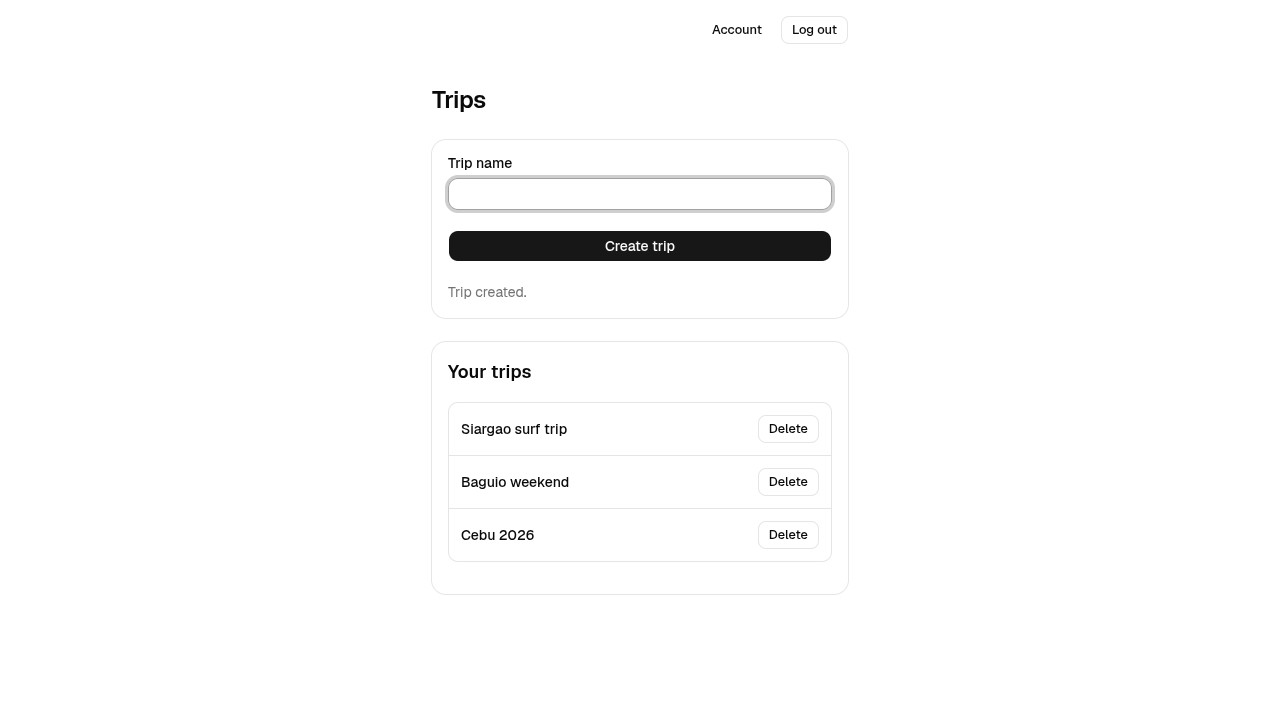 Account
Log out
Trips
Trip name
Create trip
Trip created.
Your trips
Siargao surf trip
Delete
Baguio weekend
Delete
Cebu 2026
Delete